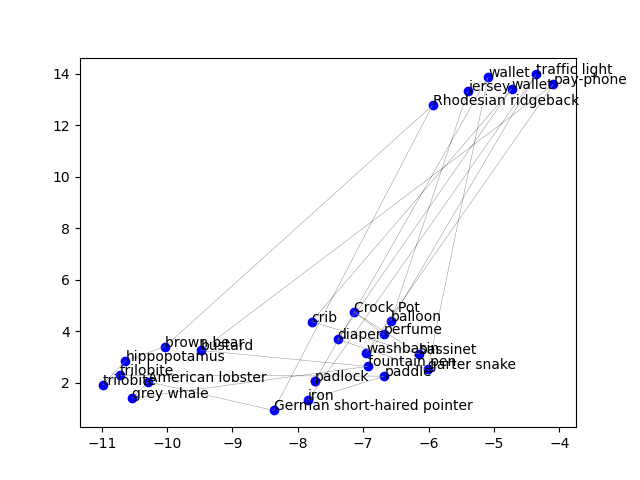 traffic light
wallet
pay-phone
jersey
wallet
Rhodesian ridgeback
14
12
10
8
6
4
2
Crock Pot
crib
balloon
perfume
diaper
brown bear
bustard
washbasin
bassinet
hippopotamus
fountain pen
garter snake
trilobite
paddle
American lobster
padlock
trilobite
grey whale
iron
German short-haired pointer
−11 −10 −9 −8 −7 −6 −5 −4